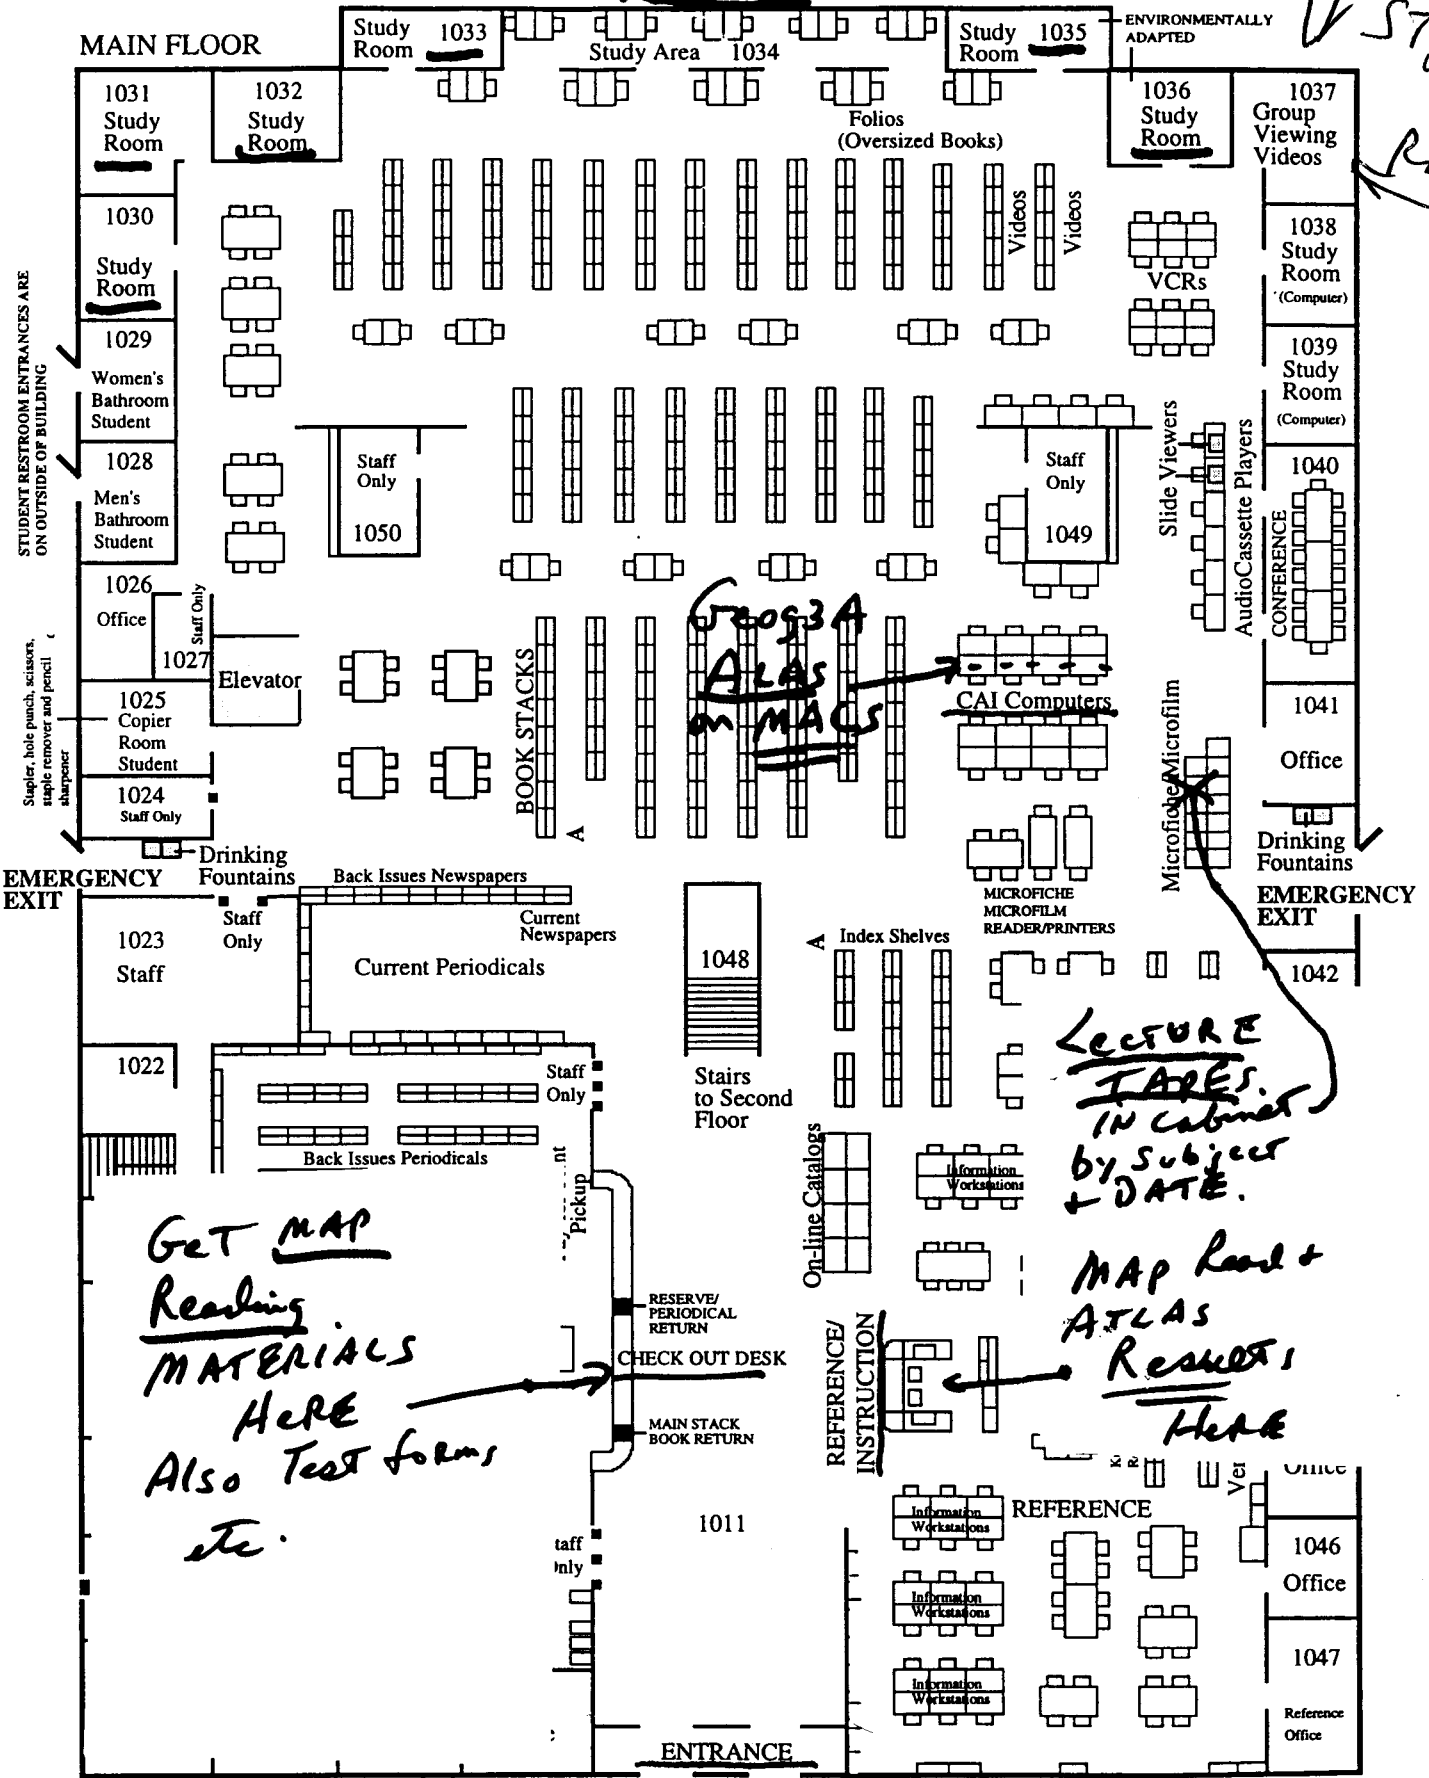 MAIN FLOOR
Study
Room
1033
Study Area 1034
Study
Room
1035
ENVIRONMENTALLY
ADAPTED
1031
Study
Room
1032
Study
Room
Folios
(Oversized Books)
1036
Study
Room
1037
Group
Viewing
Videos
1030
Study
Room
Videos
Videos
VCRs
1038
Study
Room
(Computer)
STUDENT RESTROOM ENTRANCES ARE
ON OUTSIDE OF BUILDING
1029
Women's
Bathroom
Student
1039
Study
Room
(Computer)
1028
Men's
Bathroom
Student
Staff
Only
1050
Staff
Only
1049
Slide Viewers
AudioCassette Players
1040
CONFERENCE
1026
Office
Staff Only
1027
Elevator
Geog3A
ATLAS
on MACS
CAI Computers
BOOK STACKS
A
Stapler, hole punch, scissors,
staple remover and pencil
sharpener
1025
Copier
Room
Student
1024
Staff Only
Microfiche/Microfilm
1041
Office
Drinking
Fountains
EMERGENCY
EXIT
Drinking
Fountains
EMERGENCY
EXIT
MICROFICHE
MICROFILM
READER/PRINTERS
Back Issues Newspapers
Current
Newspapers
Current Periodicals
Staff
Only
1023
Staff
1048
Stairs
to Second
Floor
A
Index Shelves
1042
1022
Staff
Only
Back Issues Periodicals
LECTURE
TAPES
IN Cabinet
by Subject
+ DATE.
Pickup
On-line Catalogs
Information
Workstations
GeT MAP
Reading
MATERIALS
HeRE
Also Test forms
etc.
RESERVE/
PERIODICAL
RETURN
CHECK OUT DESK
MAIN STACK
BOOK RETURN
REFERENCE/
INSTRUCTION
MAP Read +
ATLAS
Results
HeRE
1011
Information
Workstations
REFERENCE
Office
1046
Office
Information
Workstations
1047
Reference
Office
Information
Workstations
ENTRANCE